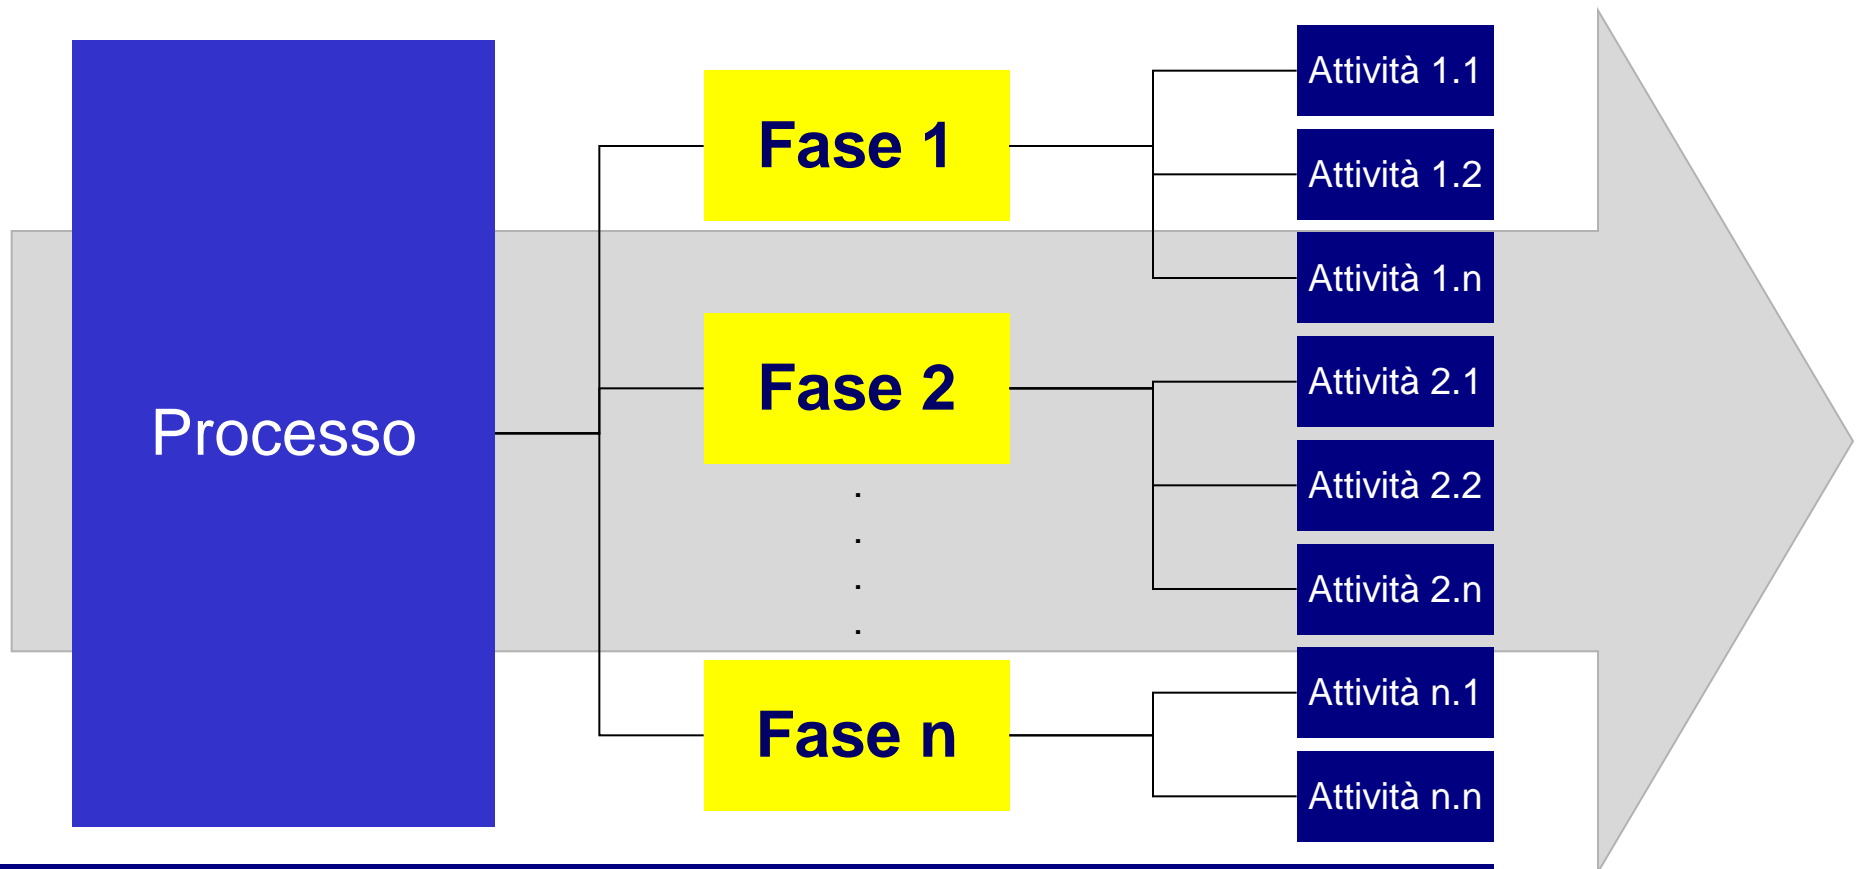 Processo
Fase 1
Attività 1.1
Attività 1.2
Attività 1.n
Fase 2
Attività 2.1
Attività 2.2
Attività 2.n
.
.
.
.
Fase n
Attività n.1
Attività n.n